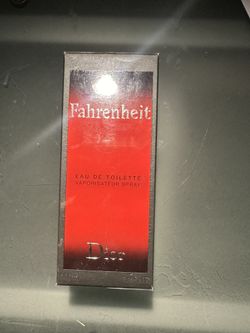 Fahrenheit
EAU DE TOILETTE
VAPORISATEUR SPRAY
Dior